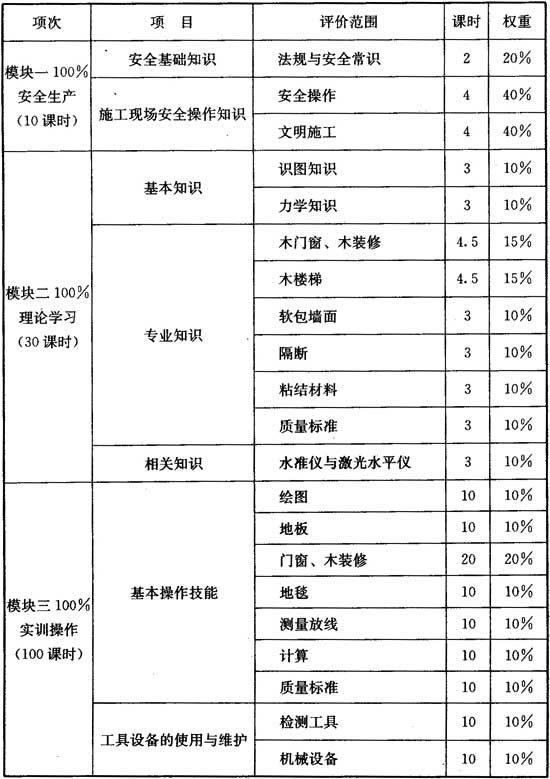 项次 项 目 评价范围 课时 权重
模块一 100%
安全生产
(10 课时)
安全基础知识 法规与安全常识 2 20%
施工现场安全操作知识 安全操作 4 40%
文明施工 4 40%
模块二 100%
理论学习
(30 课时)
基本知识 识图知识 3 10%
力学知识 3 10%
专业知识 木门窗、木装修 4.5 15%
木楼梯 4.5 15%
软包墙面 3 10%
隔断 3 10%
粘结材料 3 10%
质量标准 3 10%
相关知识 水准仪与激光水平仪 3 10%
模块三 100%
实训操作
(100 课时)
基本操作技能 绘图 10 10%
地板 10 10%
门窗、木装修 20 20%
地毯 10 10%
测量放线 10 10%
计算 10 10%
质量标准 10 10%
工具设备的使用与维护 检测工具 10 10%
机械设备 10 10%